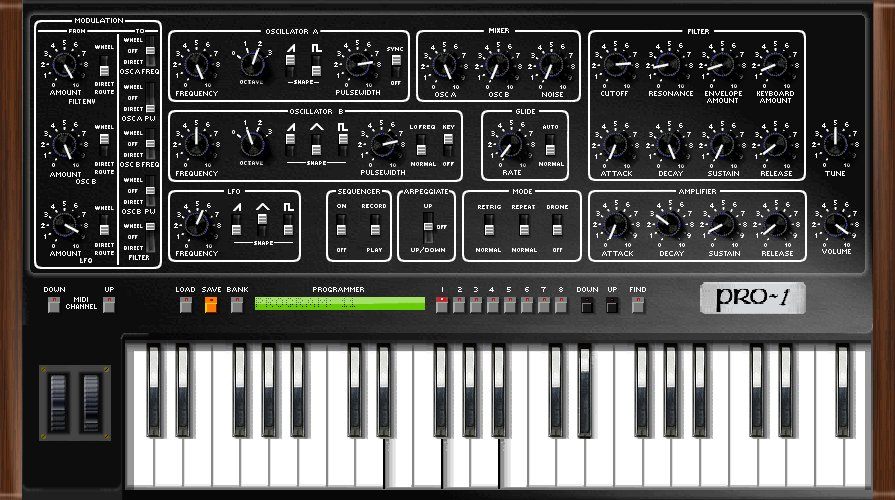 MODULATION
FROM TO
WHEEL
DIRECT
ROUTE
AMOUNT
FILT ENV
WHEEL
OFF
DIRECT
OSC A FREQ
WHEEL
OFF
DIRECT
OSC A PW
WHEEL
DIRECT
ROUTE
AMOUNT
OSC B
WHEEL
OFF
DIRECT
OSC B FREQ
WHEEL
OFF
DIRECT
OSC B PW
WHEEL
DIRECT
ROUTE
AMOUNT
LFO
WHEEL
OFF
DIRECT
FILTER
OSCILLATOR A
FREQUENCY
OCTAVE
SHAPE
PULSEWIDTH
SYNC
OFF
MIXER
OSC A OSC B NOISE
FILTER
CUTOFF RESONANCE ENVELOPE AMOUNT KEYBOARD AMOUNT
ATTACK DECAY SUSTAIN RELEASE
OSCILLATOR B
FREQUENCY
OCTAVE
SHAPE
PULSEWIDTH
LO FREQ KEY
NORMAL OFF
GLIDE
RATE
AUTO
NORMAL
TUNE
LFO
FREQUENCY
SHAPE
SEQUENCER
ON RECORD
OFF PLAY
ARPEGGIATE
UP
OFF
UP/DOWN
MODE
RETRIG REPEAT DRONE
NORMAL NORMAL OFF
AMPLIFIER
ATTACK DECAY SUSTAIN RELEASE
VOLUME
DOWN UP
MIDI
CHANNEL
LOAD SAVE BANK
PROGRAMMER
1 2 3 4 5 6 7 8
DOWN UP FIND
PRO-1